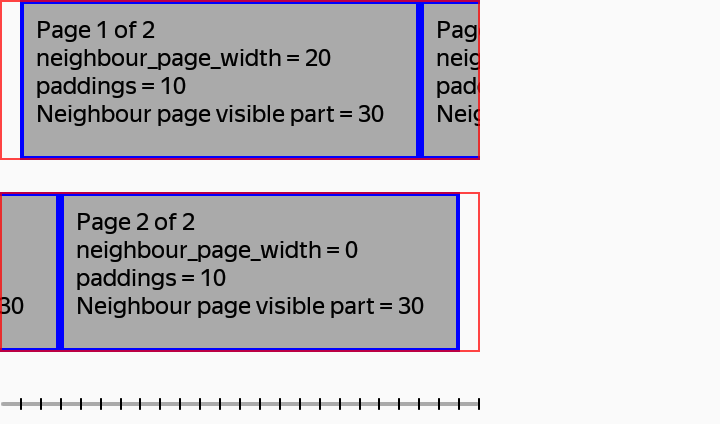 Page 1 of 2
neighbour_page_width = 20
paddings = 10
Neighbour page visible part = 30
Pag
neig
pad
Neig
Page 2 of 2
neighbour_page_width = 0
paddings = 10
30
Neighbour page visible part = 30